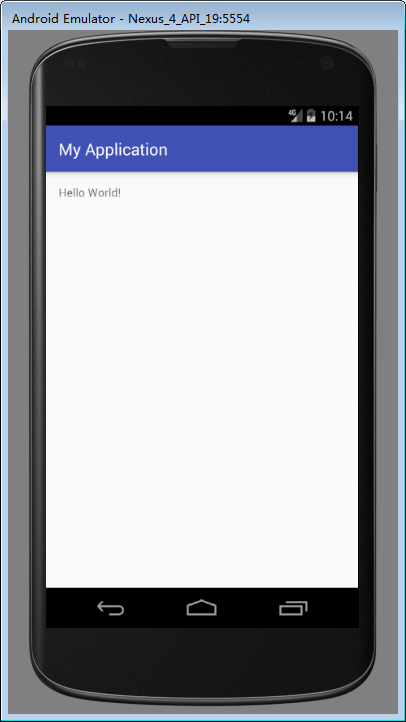 Android Emulator - Nexus_4_API_19:5554
4G 10:14
My Application
Hello World!